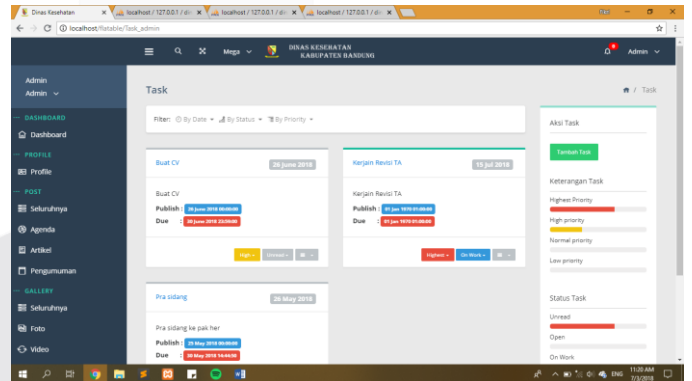 Dinas Kesehatan
localhost / 127.0.0.1 / di
localhost / 127.0.0.1 / di
localhost / 127.0.0.1 / di
localhost/flatable/Task_admin
Mega
DINAS KESEHATAN
KABUPATEN BANDUNG
Admin
Admin
Admin
DASHBOARD
Dashboard
PROFILE
Profile
POST
Seluruhnya
Agenda
Artikel
Pengumuman
GALLERY
Seluruhnya
Foto
Video
Task
/ Task
Filter: By Date By Status By Priority
Buat CV
26 June 2018
Buat CV
Publish : 26 June 2018 00:00:00
Due : 30 June 2018 23:59:00
High
Unread
Kerjain Revisi TA
15 Jul 2018
Kerjain Revisi TA
Publish : 01 Jan 1970 01:00:00
Due : 01 Jan 1970 01:00:00
Highest
On Work
Pra sidang
26 May 2018
Pra sidang ke pak her
Publish : 25 May 2018 00:00:00
Due : 30 May 2018 14:44:50
Aksi Task
Tambah Task
Keterangan Task
Highest Priority
High priority
Normal priority
Low priority
Status Task
Unread
Open
On Work
ENG
11:20 AM
7/3/2018